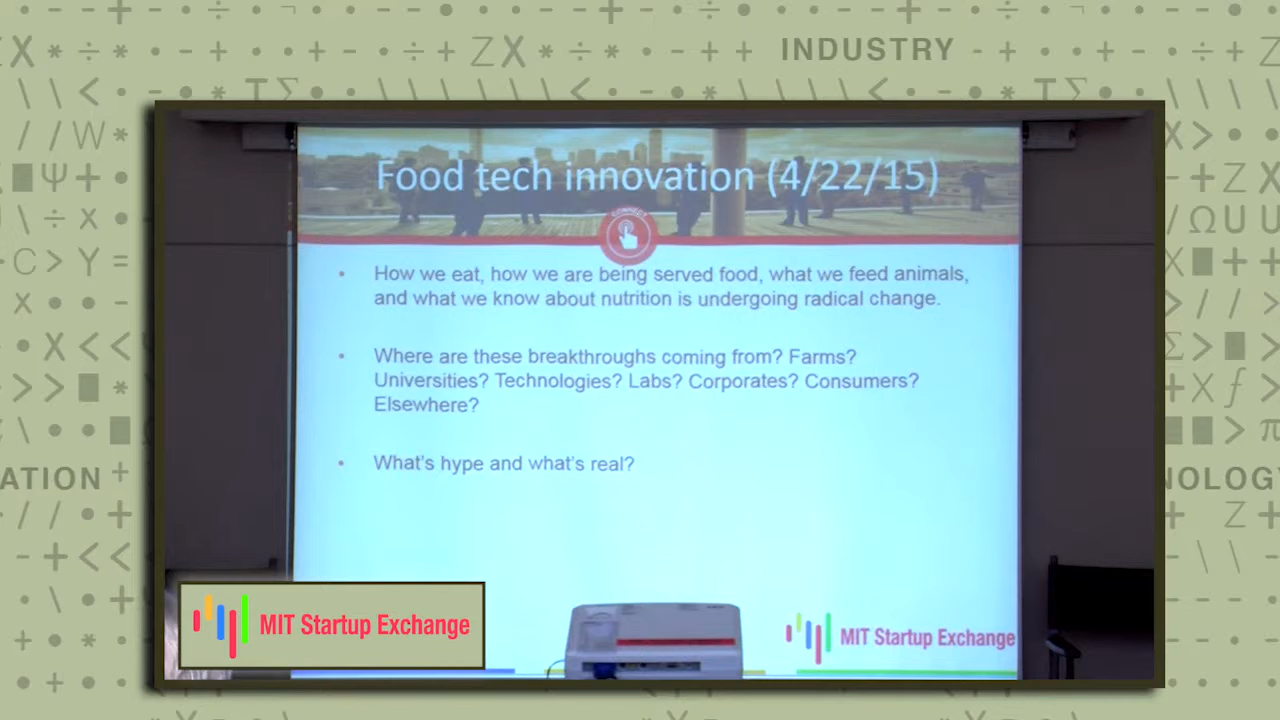 INDUSTRY
Food tech innovation (4/22/15)
CONNECT
• How we eat, how we are being served food, what we feed animals,
and what we know about nutrition is undergoing radical change.
• Where are these breakthroughs coming from? Farms?
Universities? Technologies? Labs? Corporates? Consumers?
Elsewhere?
• What's hype and what's real?
ATION
NOLOGY
MIT Startup Exchange
MIT Startup Exchange